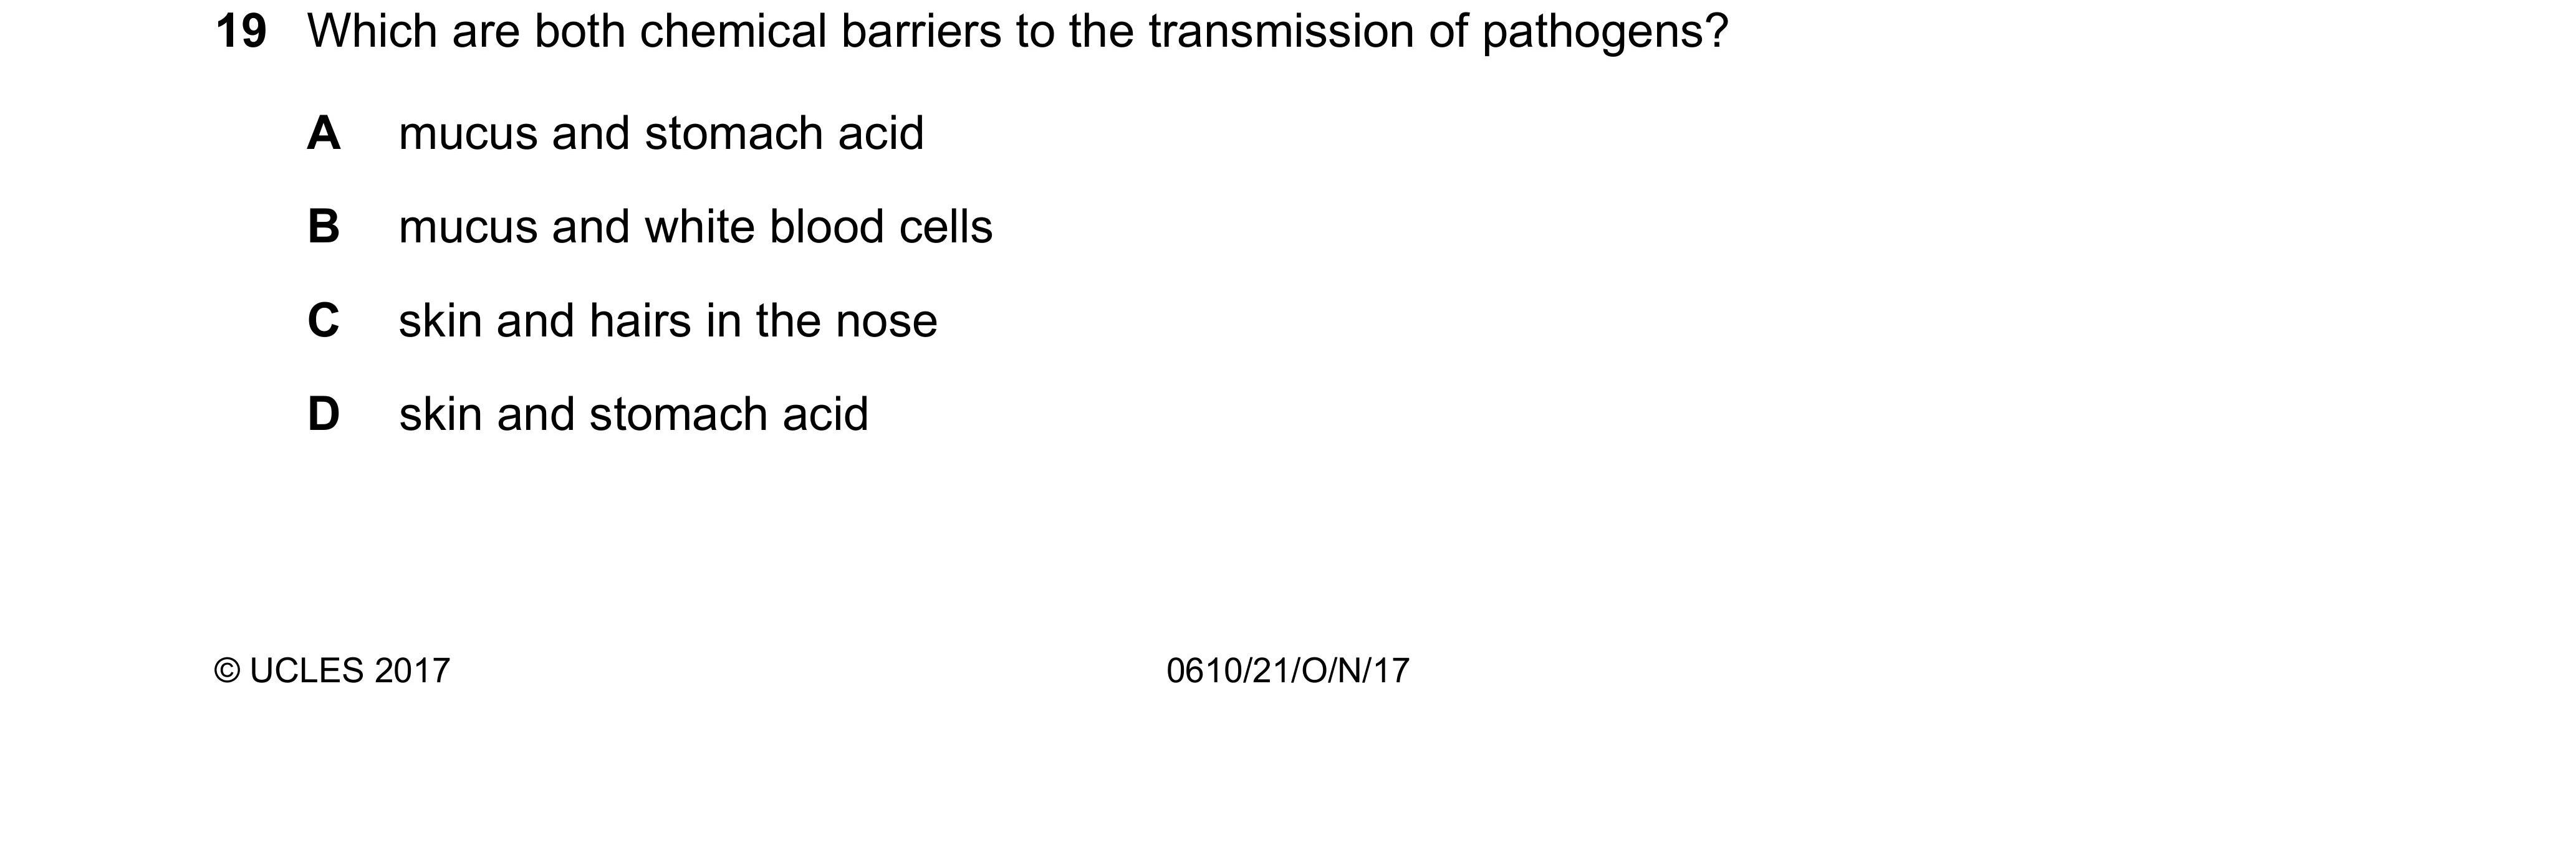 19 Which are both chemical barriers to the transmission of pathogens?
A mucus and stomach acid
B mucus and white blood cells
C skin and hairs in the nose
D skin and stomach acid
© UCLES 2017 0610/21/O/N/17